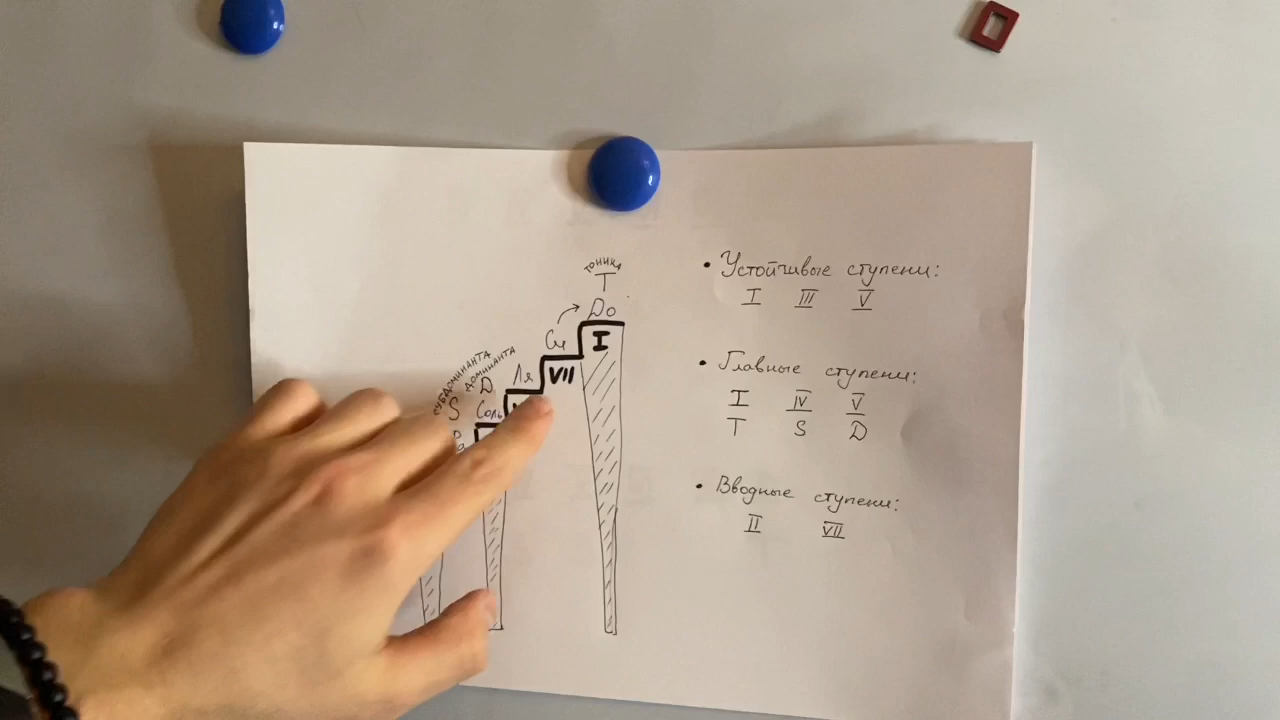 тоника
T
До
Си
I
Ля
VII
субдоминанта
доминанта
D
S
Соль
• Устойчивые ступени:
I III V
• Главные ступени:
I IV V
T S D
• Вводные ступени:
II VII